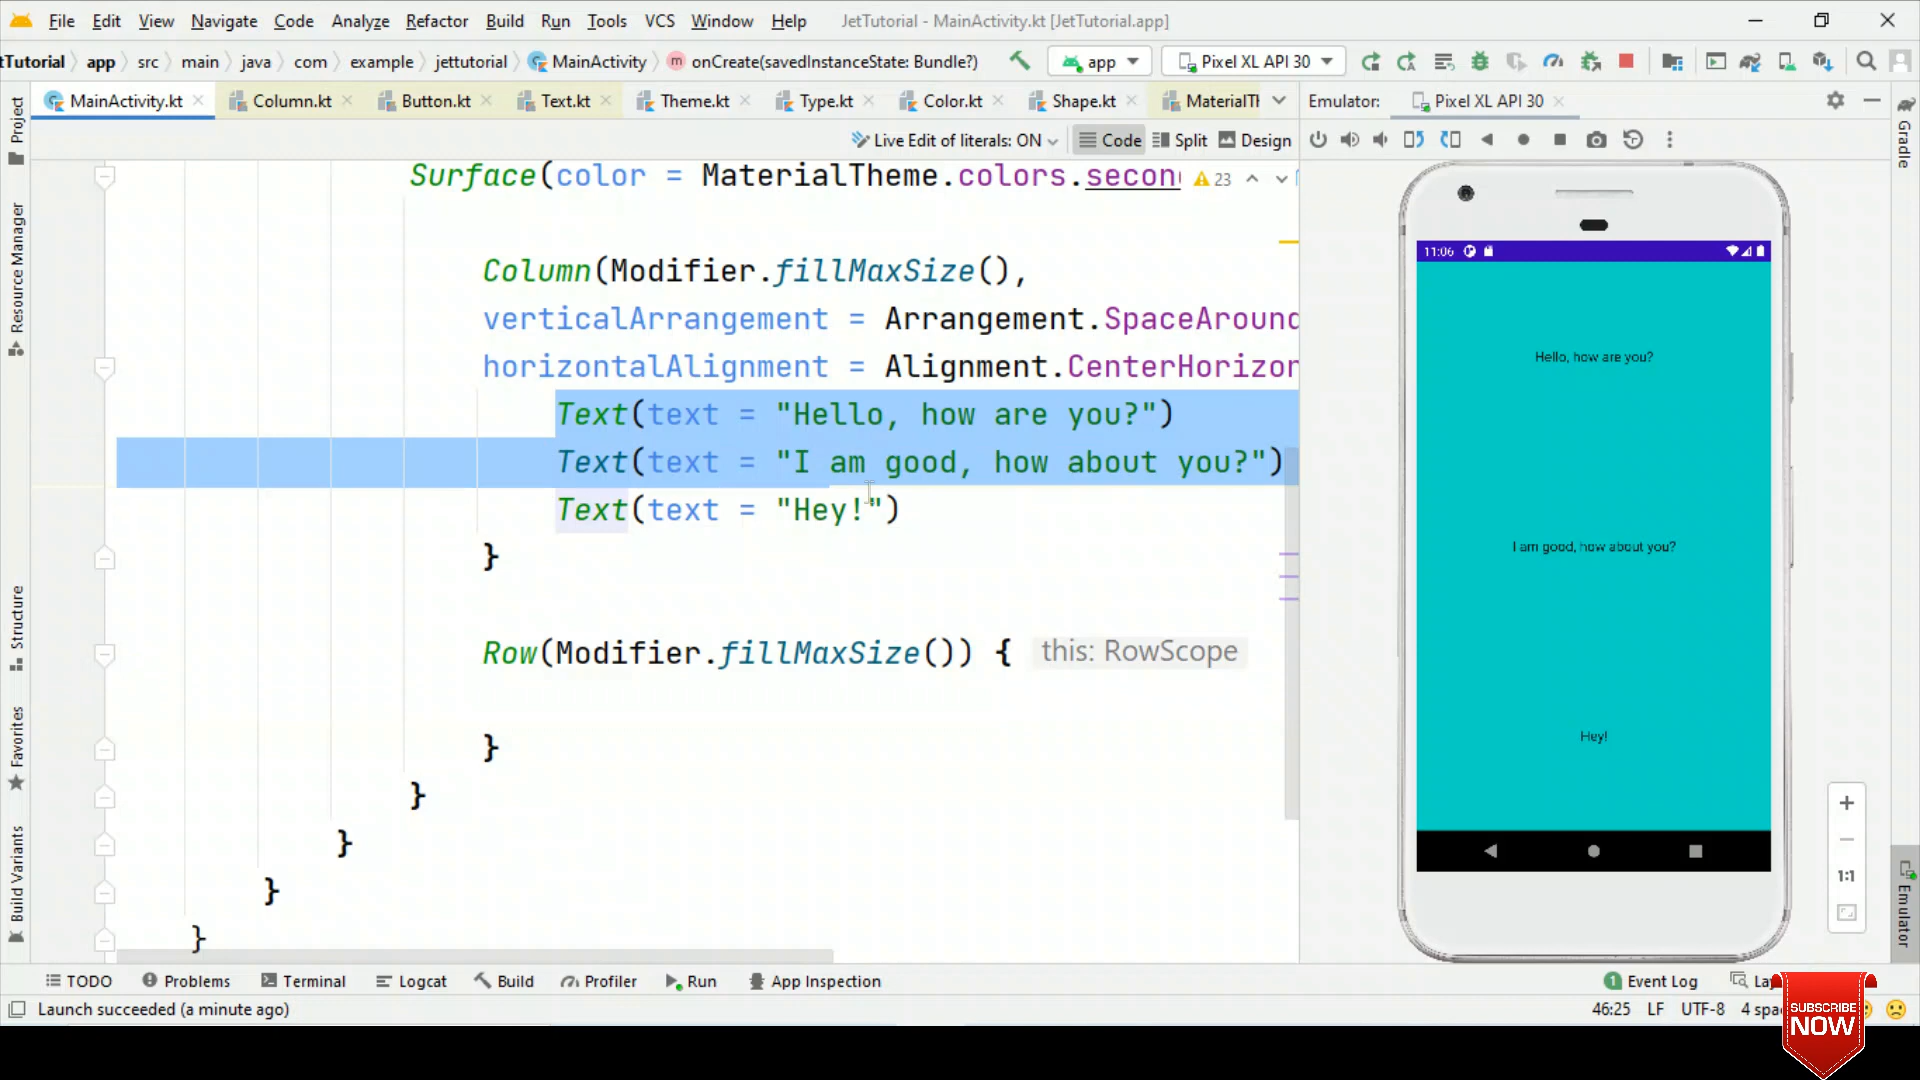 File Edit View Navigate Code Analyze Refactor Build Run Tools VCS Window Help JetTutorial - MainActivity.kt [JetTutorial.app]
tTutorial app src main java com example jettutorial MainActivity m onCreate(savedInstanceState: Bundle?) app Pixel XL API 30
MainActivity.kt Column.kt Button.kt Text.kt Theme.kt Type.kt Color.kt Shape.kt MaterialTh Emulator: Pixel XL API 30
Live Edit of literals: ON Code Split Design
Project
Resource Manager
Structure
Favorites
Build Variants
Surface(color = MaterialTheme.colors.secon 23
Column(Modifier.fillMaxSize(),
verticalArrangement = Arrangement.SpaceAround
horizontalAlignment = Alignment.CenterHorizon
Text(text = "Hello, how are you?")
Text(text = "I am good, how about you?")
Text(text = "Hey!")
}
Row(Modifier.fillMaxSize()) { this: RowScope
}
}
}
}
}
11:06
Hello, how are you?
I am good, how about you?
Hey!
1:1
Gradle
Emulator
TODO Problems Terminal Logcat Build Profiler Run App Inspection 1 Event Log La
Launch succeeded (a minute ago) 46:25 LF UTF-8 4 spa
SUBSCRIBE
NOW